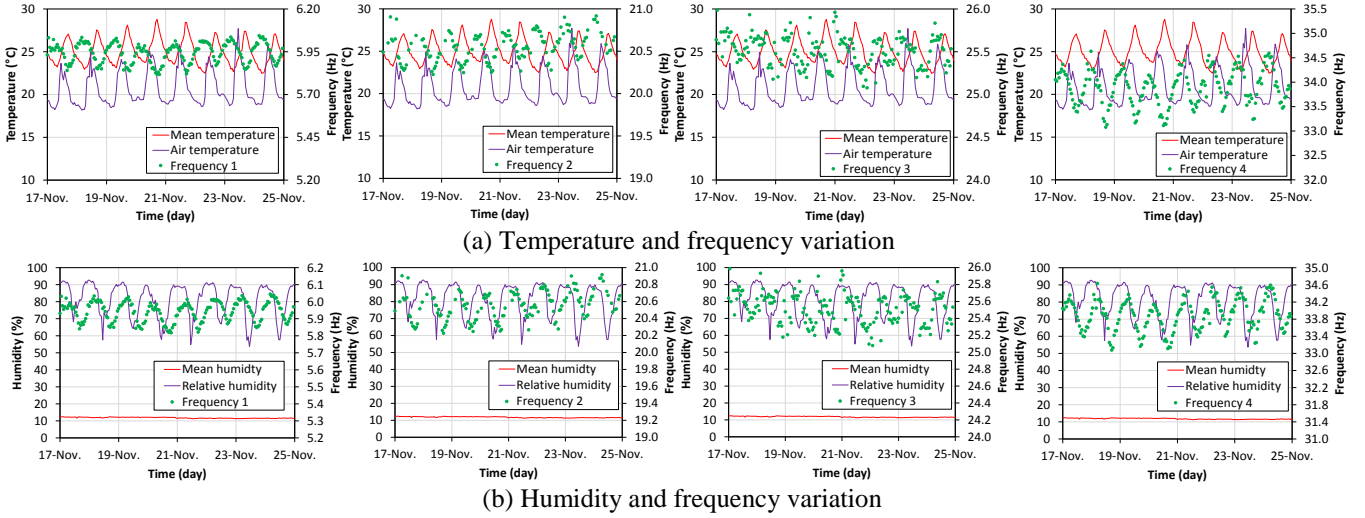 30
25
20
15
10
Temperature (°C)
6.20
5.95
5.70
5.45
5.20
Frequency (Hz)
Mean temperature
Air temperature
Frequency 1
17-Nov. 19-Nov. 21-Nov. 23-Nov. 25-Nov.
Time (day)
30
25
20
15
10
Temperature (°C)
21.0
20.5
20.0
19.5
19.0
Frequency (Hz)
Mean temperature
Air temperature
Frequency 2
17-Nov. 19-Nov. 21-Nov. 23-Nov. 25-Nov.
Time (day)
30
25
20
15
10
Temperature (°C)
26.0
25.5
25.0
24.5
24.0
Frequency (Hz)
Mean temperature
Air temperature
Frequency 3
17-Nov. 19-Nov. 21-Nov. 23-Nov. 25-Nov.
Time (day)
30
25
20
15
10
Temperature (°C)
35.5
35.0
34.5
34.0
33.5
33.0
32.5
32.0
Frequency (Hz)
Mean temperature
Air temperature
Frequency 4
17-Nov. 19-Nov. 21-Nov. 23-Nov. 25-Nov.
Time (day)
(a) Temperature and frequency variation
100
90
80
70
60
50
40
30
20
10
0
Humidity (%)
6.2
6.1
6.0
5.9
5.8
5.7
5.6
5.5
5.4
5.3
5.2
Frequency (Hz)
Mean humidty
Relative humidity
Frequency 1
17-Nov. 19-Nov. 21-Nov. 23-Nov. 25-Nov.
Time (day)
100
90
80
70
60
50
40
30
20
10
0
Humidity (%)
21.0
20.8
20.6
20.4
20.2
20.0
19.8
19.6
19.4
19.2
19.0
Frequency (Hz)
Mean humidty
Relative humidity
Frequency 2
17-Nov. 19-Nov. 21-Nov. 23-Nov. 25-Nov.
Time (day)
100
90
80
70
60
50
40
30
20
10
0
Humidity (%)
26.0
25.8
25.6
25.4
25.2
25.0
24.8
24.6
24.4
24.2
24.0
Frequency (Hz)
Mean humidty
Relative humidity
Frequency 3
17-Nov. 19-Nov. 21-Nov. 23-Nov. 25-Nov.
Time (day)
100
90
80
70
60
50
40
30
20
10
0
Humidity (%)
35.0
34.6
34.2
33.8
33.4
33.0
32.6
32.2
31.8
31.4
31.0
Frequency (Hz)
Mean humidty
Relative humidity
Frequency 4
17-Nov. 19-Nov. 21-Nov. 23-Nov. 25-Nov.
Time (day)
(b) Humidity and frequency variation